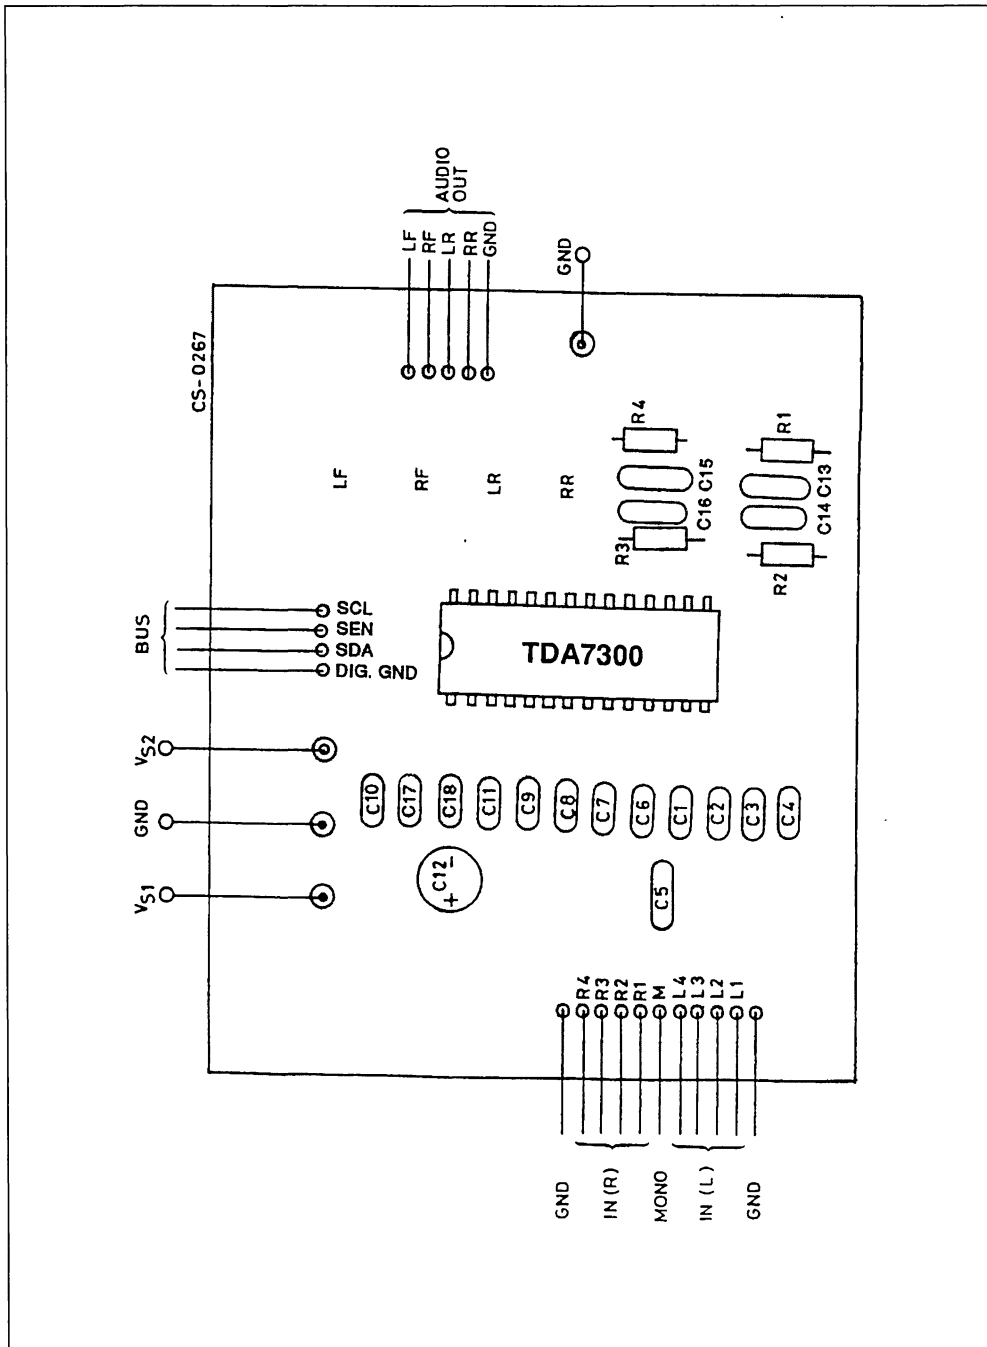 AUDIO
OUT
LF
RF
LR
RR
GND
GND
CS-0267
LF
RF
LR
RR
R4
C15
C16
R3
R1
C13
C14
R2
BUS
SCL
SEN
SDA
DIG. GND
TDA7300
VS2
GND
VS1
C10
C17
C18
C11
C9
C8
C7
C6
C1
C2
C3
C4
C12
+ −
C5
R4
R3
R2
R1
M
L4
L3
L2
L1
GND
IN (R)
MONO
IN (L)
GND